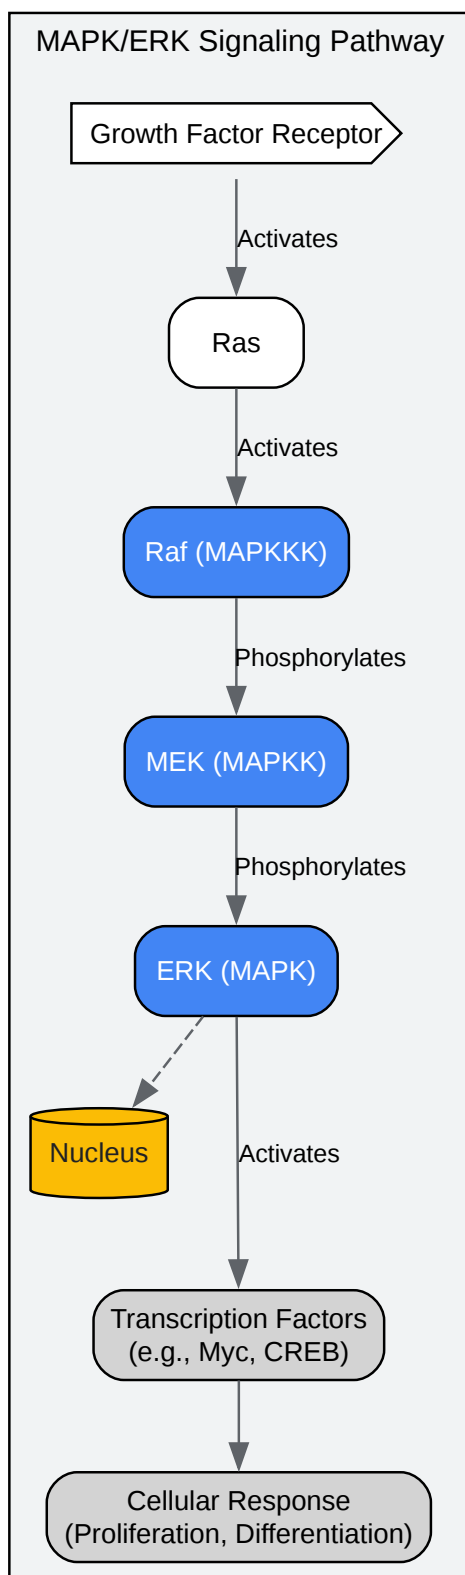 MAPK/ERK Signaling Pathway
Growth Factor Receptor
Activates
Ras
Activates
Raf (MAPKKK)
Phosphorylates
MEK (MAPKK)
Phosphorylates
ERK (MAPK)
Nucleus
Activates
Transcription Factors
(e.g., Myc, CREB)
Cellular Response
(Proliferation, Differentiation)